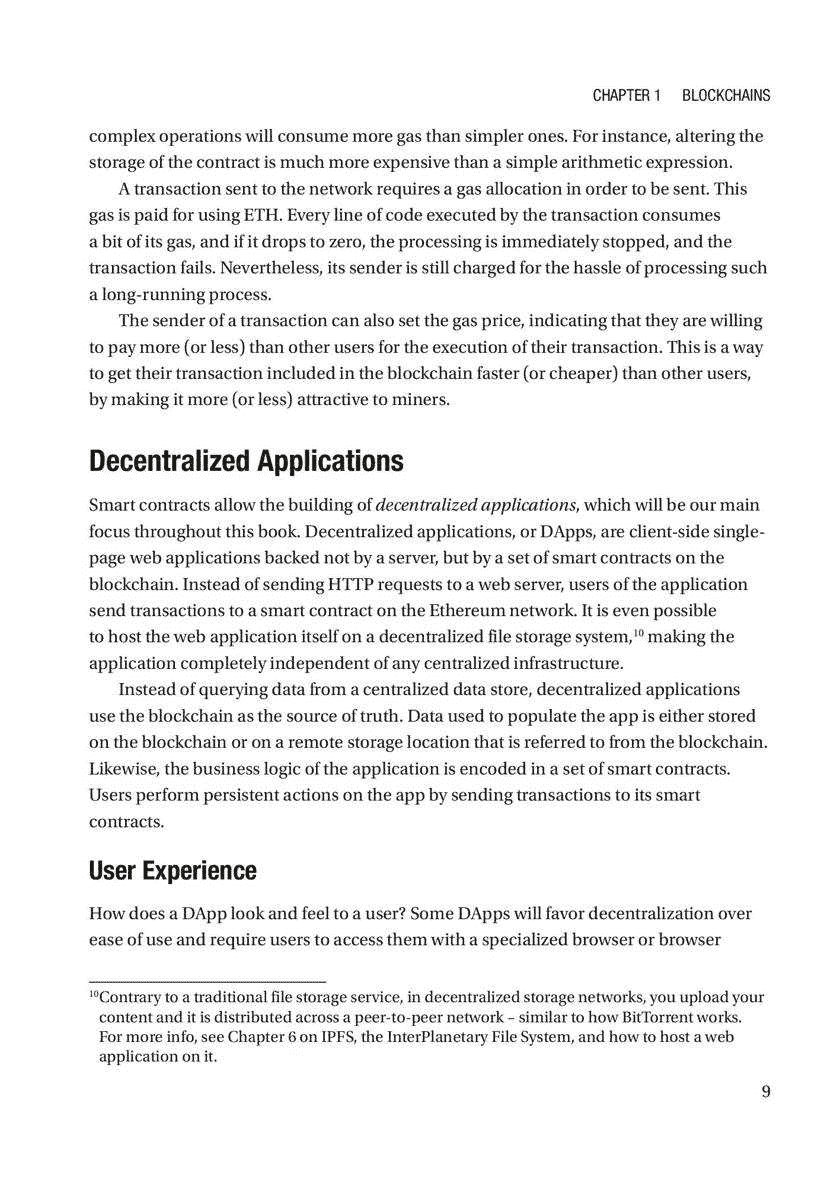 CHAPTER 1 BLOCKCHAINS
complex operations will consume more gas than simpler ones. For instance, altering the
storage of the contract is much more expensive than a simple arithmetic expression.
A transaction sent to the network requires a gas allocation in order to be sent. This
gas is paid for using ETH. Every line of code executed by the transaction consumes
a bit of its gas, and if it drops to zero, the processing is immediately stopped, and the
transaction fails. Nevertheless, its sender is still charged for the hassle of processing such
a long-running process.
The sender of a transaction can also set the gas price, indicating that they are willing
to pay more (or less) than other users for the execution of their transaction. This is a way
to get their transaction included in the blockchain faster (or cheaper) than other users,
by making it more (or less) attractive to miners.
Decentralized Applications
Smart contracts allow the building of decentralized applications, which will be our main
focus throughout this book. Decentralized applications, or DApps, are client-side single-
page web applications backed not by a server, but by a set of smart contracts on the
blockchain. Instead of sending HTTP requests to a web server, users of the application
send transactions to a smart contract on the Ethereum network. It is even possible
to host the web application itself on a decentralized file storage system,10 making the
application completely independent of any centralized infrastructure.
Instead of querying data from a centralized data store, decentralized applications
use the blockchain as the source of truth. Data used to populate the app is either stored
on the blockchain or on a remote storage location that is referred to from the blockchain.
Likewise, the business logic of the application is encoded in a set of smart contracts.
Users perform persistent actions on the app by sending transactions to its smart
contracts.
User Experience
How does a DApp look and feel to a user? Some DApps will favor decentralization over
ease of use and require users to access them with a specialized browser or browser
10Contrary to a traditional file storage service, in decentralized storage networks, you upload your
content and it is distributed across a peer-to-peer network – similar to how BitTorrent works.
For more info, see Chapter 6 on IPFS, the InterPlanetary File System, and how to host a web
application on it.
9